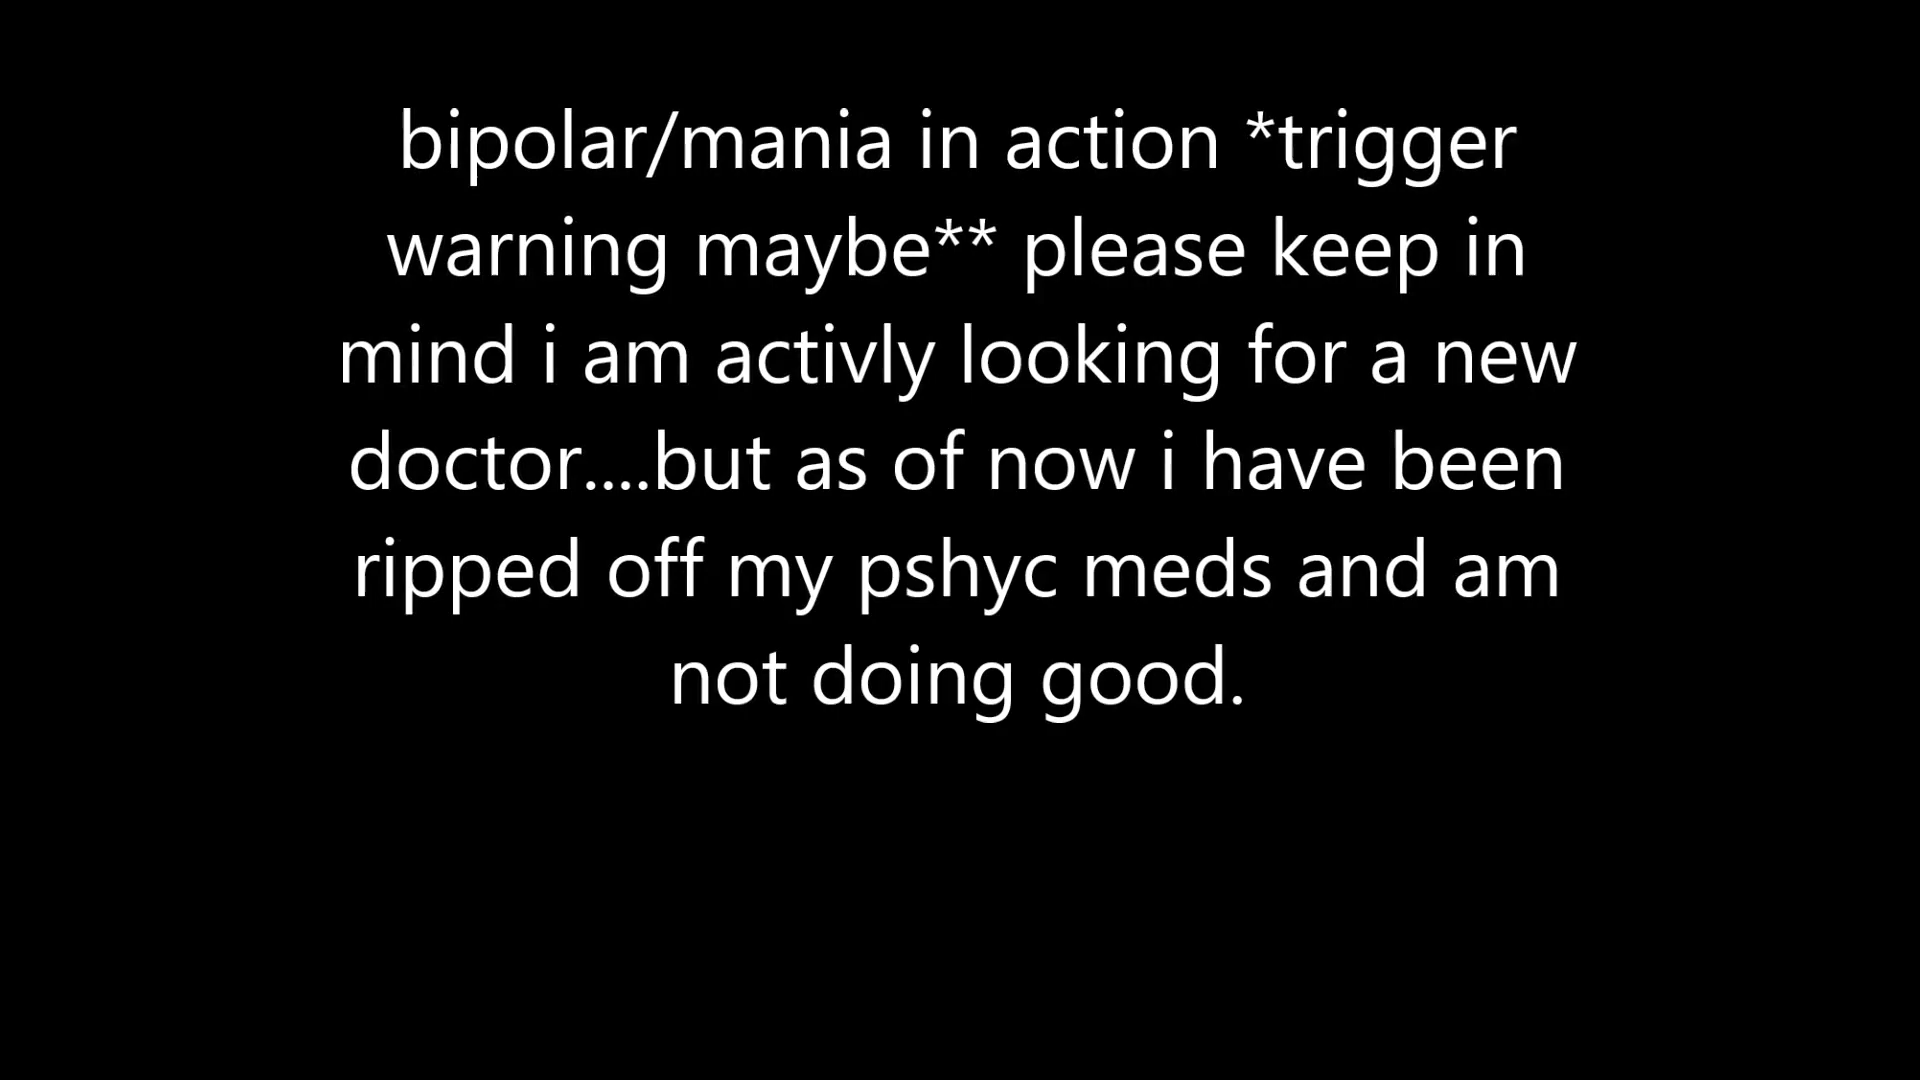 bipolar/mania in action *trigger
warning maybe** please keep in
mind i am activly looking for a new
doctor....but as of now i have been
ripped off my pshyc meds and am
not doing good.